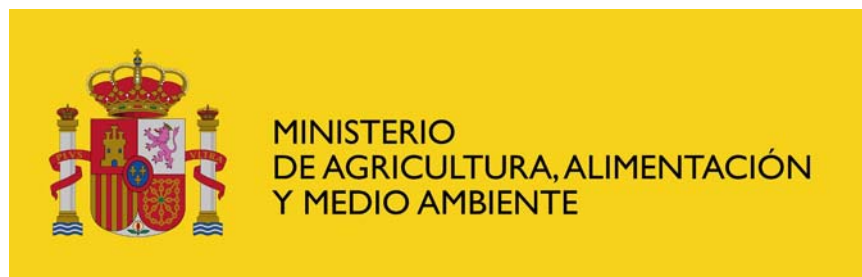 PLVS
VLTRA
MINISTERIO
DE AGRICULTURA, ALIMENTACIÓN
Y MEDIO AMBIENTE